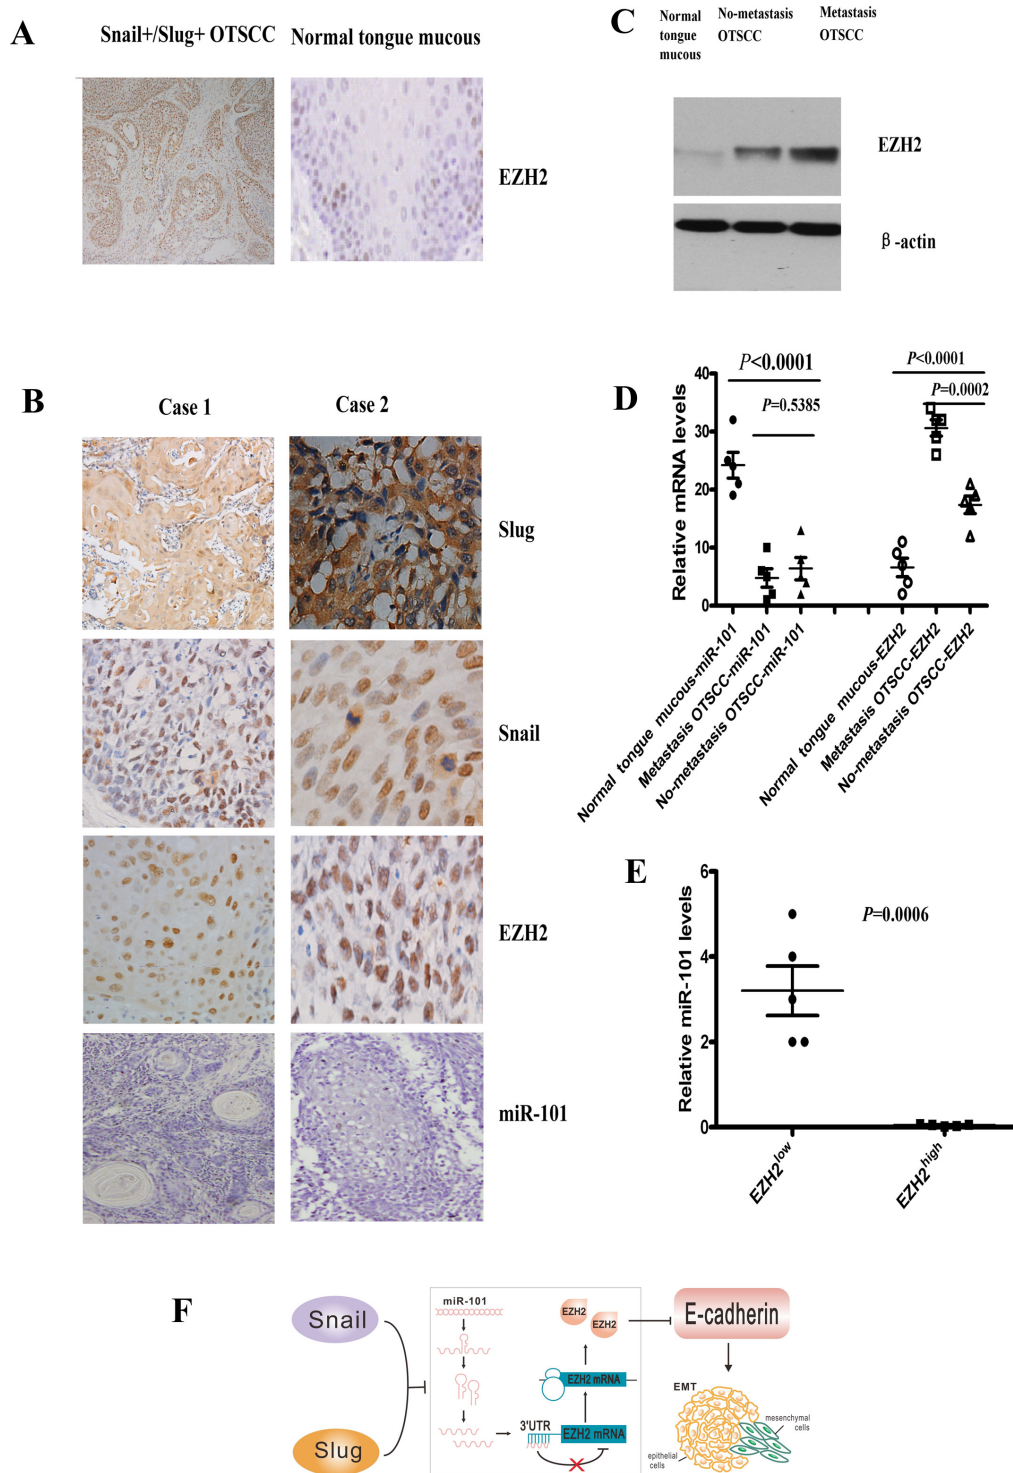 A
Snail+/Slug+ OTSCC
Normal tongue mucous
EZH2
B
Case 1
Case 2
Slug
Snail
EZH2
miR-101
C
Normal
tongue
mucous
No-metastasis
OTSCC
Metastasis
OTSCC
EZH2
β-actin
D
Relative mRNA levels
40
30
20
10
0
P<0.0001
P=0.5385
P<0.0001
P=0.0002
Normal tongue mucous-miR-101
Metastasis OTSCC-miR-101
No-metastasis OTSCC-miR-101
Normal tongue mucous-EZH2
Metastasis OTSCC-EZH2
No-metastasis OTSCC-EZH2
E
Relative miR-101 levels
6
4
2
0
P=0.0006
EZH2low
EZH2high
F
Snail
Slug
miR-101
3'UTR
EZH2 mRNA
EZH2 mRNA
EZH2
EZH2
E-cadherin
EMT
mesenchymal
cells
epithelial
cells